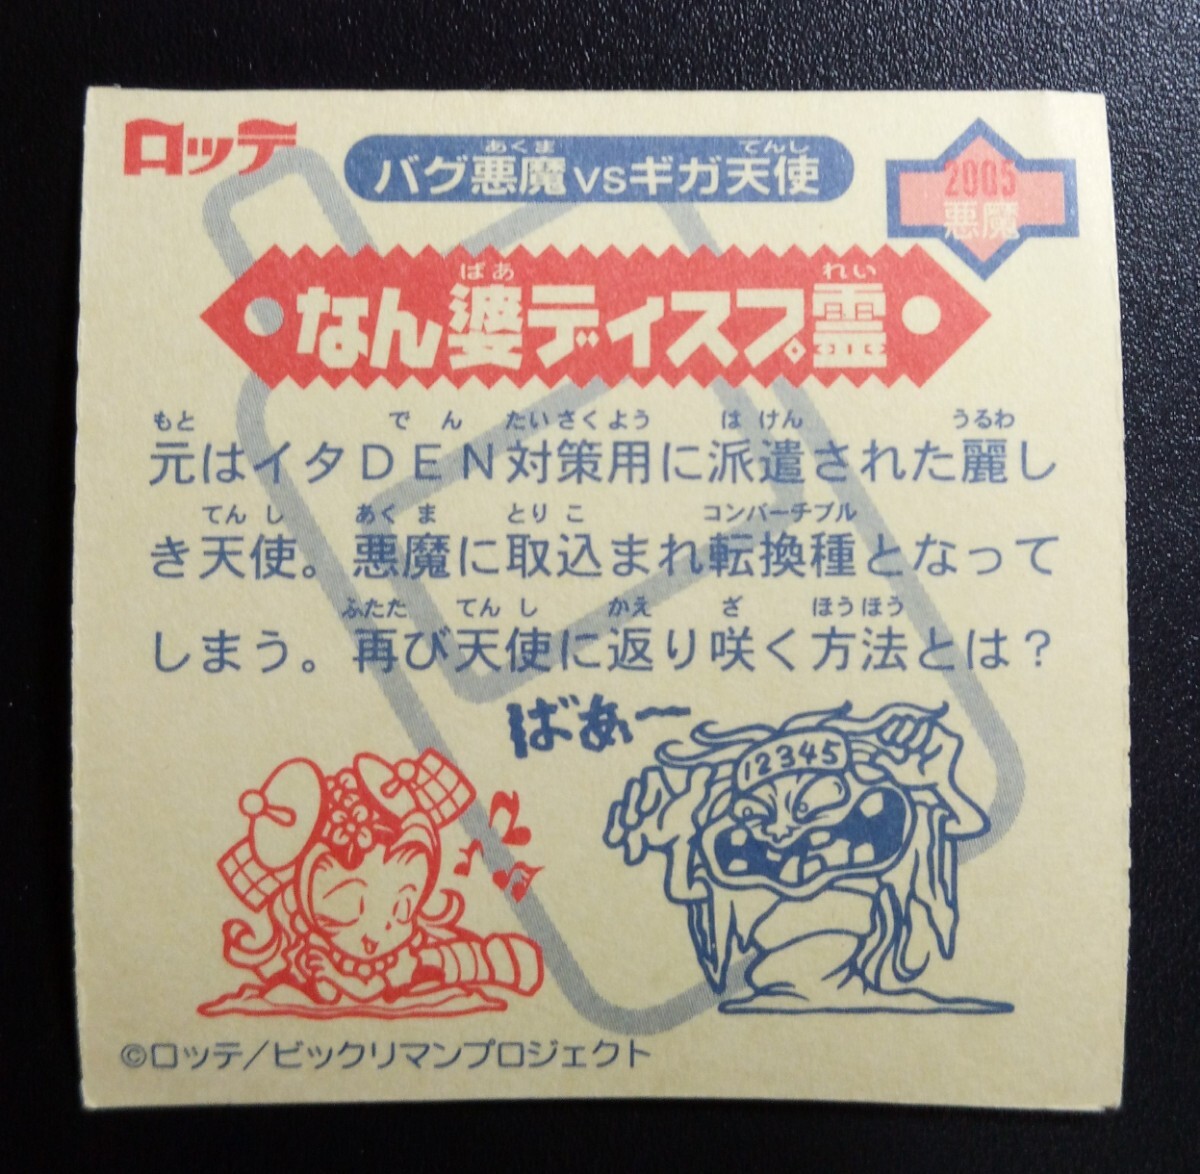 ロッテ
バグ悪魔vsギガ天使
あくま
てんし
2005
悪魔
なん婆ディスプ霊
ばあ
れい
もと でん たいさくよう はけん うるわ
元はイタDEN対策用に派遣された麗し
てんし あくま とりこ コンバーチブル
き天使。悪魔に取込まれ転換種となって
ふたた てんし かえ ざ ほうほう
しまう。再び天使に返り咲く方法とは？
ばあー
12345
©ロッテ/ビックリマンプロジェクト